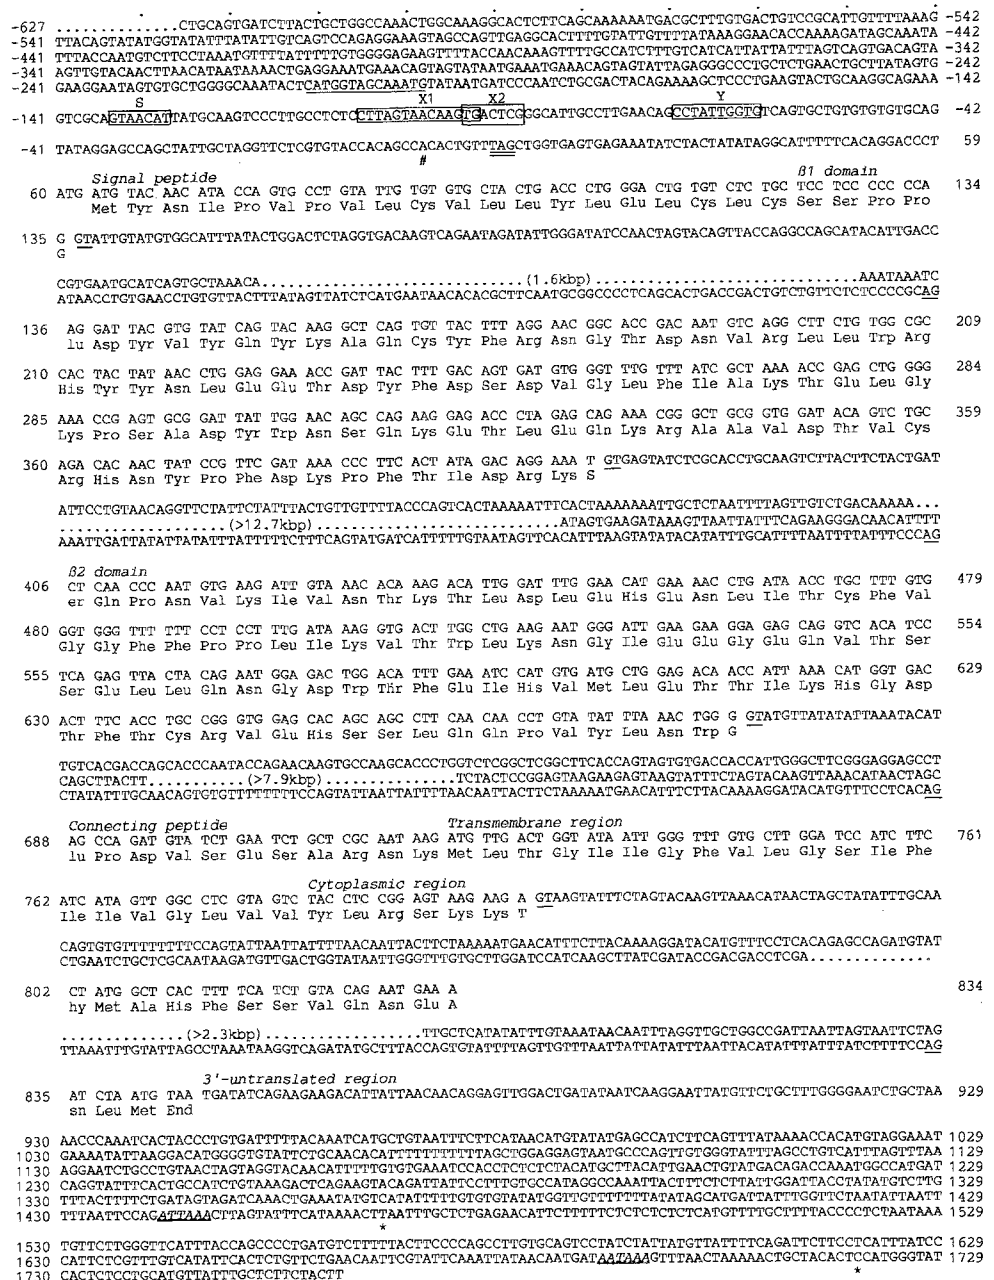 -627 ............CTGCAGTGATCTTACTGCTGGCCAAACTGGCAAAGGCACTCTTCAGCAAAAAATGACGCTTTGTGACTGTCCGCATTGTTTTAAAG -542
-541 TTACAGTATATGGTATATTTATATTGTCAGTCCAGAGGAAAGTAGCCAGTTGAGGCACTTTTGTATTGTTTTATAAAGGAACACCAAAAGATAGCAAATA -442
-441 TTTACCAATGTCTTCCTAAATGTTTTATTTTTGTGGGGAGAAGTTTTACCAACAAAGTTTTGCCATCTTTGTCATCATTATTATTTAGTCAGTGACAGTA -342
-341 AGTTGTACAACTTAACATAATAAAACTGAGGAAATGAAACAGTAGTATAATGAAATGAAACAGTAGTATTAGAGGGCCCTGCTCTGAACTGCTTATAGTG -242
-241 GAAGGAATAGTGTGCTGGGCAAATACTCATGGTAGCAAATGTATAATGATCCCAATCTGCGACTACAGAAAAGCTCCCTGAAGTACTGCAAGGCAGAAA -142
S X1 X2 Y
-141 GTCGCAGTAACATTATGCAAGTCCCTTGCCTCTCCTTAGTAACAAGTGACTCGGGCATTGCCTTGAACAGCCTATTGGTGTCAGTGCTGTGTGTGTGCAG -42
-41 TATAGGAGCCAGCTATTGCTAGGTTCTCGTGTACCACAGCCACACTGTTTAGCTGGTGAGTGAGAAATATCTACTATATAGGCATTTTTCACAGGACCCT 59
#
Signal peptide ß1 domain
60 ATG ATG TAC AAC ATA CCA GTG CCT GTA TTG TGT GTG CTA CTG ACC CTG GGA CTG TGT CTC TGC TCC TCC CCC CCA 134
Met Tyr Asn Ile Pro Val Pro Val Leu Cys Val Leu Leu Tyr Leu Glu Leu Cys Leu Cys Ser Ser Pro Pro
135 G GTATTGTATGTGGCATTTATACTGGACTCTAGGTGACAAGTCAGAATAGATATTGGGATATCCAACTAGTACAGTTACCAGGCCAGCATACATTGACC
G
CGTGAATGCATCAGTGCTAAACA..........................(1.6kbp)...........................AAATAAATC
ATAACCTGTGAACCTGTGTTACTTTATAGTTATCTCATGAATAACACACGCTTCAATGCGGCCCCTCAGCACTGACCGACTGTCTGTTCTCTCCCCGCAG
136 AG GAT TAC GTG TAT CAG TAC AAG GCT CAG TGT TAC TTT AGG AAC GGC ACC GAC AAT GTC AGG CTT CTG TGG CGC 209
lu Asp Tyr Val Tyr Gln Tyr Lys Ala Gln Cys Tyr Phe Arg Asn Gly Thr Asp Asn Val Arg Leu Leu Trp Arg
210 CAC TAC TAT AAC CTG GAG GAA ACC GAT TAC TTT GAC AGT GAT GTG GGT TTG TTT ATC GCT AAA ACC GAG CTG GGG 284
His Tyr Tyr Asn Leu Glu Glu Thr Asp Tyr Phe Asp Ser Asp Val Gly Leu Phe Ile Ala Lys Thr Glu Leu Gly
285 AAA CCG AGT GCG GAT TAT TGG AAC AGC CAG AAG GAG ACC CTA GAG CAG AAA CGG GCT GCG GTG GAT ACA GTC TGC 359
Lys Pro Ser Ala Asp Tyr Trp Asn Ser Gln Lys Glu Thr Leu Glu Gln Lys Arg Ala Ala Val Asp Thr Val Cys
360 AGA CAC AAC TAT CCG TTC GAT AAA CCC TTC ACT ATA GAC AGG AAA T GTGAGTATCTCGCACCTGCAAGTCTTACTTCTACTGAT
Arg His Asn Tyr Pro Phe Asp Lys Pro Phe Thr Ile Asp Arg Lys S
ATTCCTGTAACAGGTTCTATTCTATTTACTGTTGTTTTACCCAGTCACTAAAAATTTCACTAAAAAAATTGCTCTAATTTTAGTTGTCTGACAAAAA...
......................(>12.7kbp)................................ATAGTGAAGATAAAGTTAATTATTTCAGAAGGGACAACATTTT
AAATTGATTATATTATATTTATTTTTCTTTCAGTATGATCATTTTTGTAATAGTTCACATTTAAGTATATACATATTTGCATTTTAATTTTATTTCCCAG
ß2 domain
406 CT CAA CCC AAT GTG AAG ATT GTA AAC ACA AAG ACA TTG GAT TTG GAA CAT GAA AAC CTG ATA ACC TGC TTT GTG 479
er Gln Pro Asn Val Lys Ile Val Asn Thr Lys Thr Leu Asp Leu Glu His Glu Asn Leu Ile Thr Cys Phe Val
480 GGT GGG TTT TTT CCT CCT TTG ATA AAG GTG ACT TGG CTG AAG AAT GGG ATT GAA GAA GGA GAG CAG GTC ACA TCC 554
Gly Gly Phe Phe Pro Pro Leu Ile Lys Val Thr Trp Leu Lys Asn Gly Ile Glu Glu Gly Glu Gln Val Thr Ser
555 TCA GAG TTA CTA CAG AAT GGA GAC TGG ACA TTT GAA ATC CAT GTG ATG CTG GAG ACA ACC ATT AAA CAT GGT GAC 629
Ser Glu Leu Leu Gln Asn Gly Asp Trp Thr Phe Glu Ile His Val Met Leu Glu Thr Thr Ile Lys His Gly Asp
630 ACT TTC ACC TGC CGG GTG GAG CAC AGC AGC CTT CAA CAA CCT GTA TAT TTA AAC TGG G GTATGTTATATATTAAATACAT
Thr Phe Thr Cys Arg Val Glu His Ser Ser Leu Gln Gln Pro Val Tyr Leu Asn Trp G
TGTCACGACCAGCACCCAATACCAGAACAAGTGCCAAGCACCCTGGTCGGCTCGGCTTCACCAGTAGTGTGACCACCATTGGGCTTCGGGAGGAGCCT
CAGCTTACTT.............(>7.9kbp)..................TCTACTCCGGAGTAAGAAGAGTAAGTATTTCTAGTACAAGTTAAACATAACTAGC
CTATATTTGCAACAGTGTGTTTTTTTTTCCAGTATTAATTATTTTAACAATTACTTCTAAAAATGAACATTTCTTACAAAAGGATACATGTTTCCTCACAG
Connecting peptide Transmembrane region
688 AG CCA GAT GTA TCT GAA TCT GCT CGC AAT AAG ATG TTG ACT GGT ATA ATT GGG TTT GTG CTT GGA TCC ATC TTC 761
lu Pro Asp Val Ser Glu Ser Ala Arg Asn Lys Met Leu Thr Gly Ile Ile Gly Phe Val Leu Gly Ser Ile Phe
Cytoplasmic region
762 ATC ATA GTT GGC CTC GTA GTC TAC CTC CGG AGT AAG AAG A GTAAGTATTTCTAGTACAAGTTAAACATAACTAGCTATATTTGCAA
Ile Ile Val Gly Leu Val Val Tyr Leu Arg Ser Lys Lys T
CAGTGTGTTTTTTTTTCCAGTATTAATTATTTTAACAATTACTTCTAAAAATGAACATTTCTTACAAAAGGATACATGTTTCCTCACAGAGCCAGATGTAT
CTGAATCTGCTCGCAATAAGATGTTGACTGGTATAATTGGGTTTGTGCTTGGATCCATCAAGCTTATCGATACCGACGACCTCGA..............
802 CT ATG GCT CAC TTT TCA TCT GTA CAG AAT GAA A 834
hy Met Ala His Phe Ser Ser Val Gln Asn Glu A
.................(>2.3kbp)....................TTGCTCATATATTTGTAAATAACAATTTAGGTTGCTGGCCGATTAATTAGTAATTCTAG
TTAAATTTGTATTAGCCTAAATAAGGTCAGATATGCTTTACCAGTGTATTTTAGTTGTTTAATTATTATATTTAATTACATATTTATTTATCTTTTCCAG
3'-untranslated region
835 AT CTA ATG TAA TGATATCAGAAGAAGACATTATTAACAACAGGAGTTGGACTGATATAATCAAGGAATTATGTTCTGCTTTGGGGAATCTGCTAA 929
sn Leu Met End
930 AACCCAAATCACTACCCTGTGATTTTTACAAATCATGCTGTAATTTCTTCATAACATGTATATGAGCCATCTTCAGTTTATAAAACCACATGTAGGAAAT 1029
1030 GAAAATATTAAGGACATGGGGTGTATTCTGCAACACATTTTTTTTTTAGCTGGAGGAGTAATGCCCAGTTGTGGGTATTTAGCCTGTCATTTAGTTTAA 1129
1130 AGGAATCTGCCTGTAACTAGTAGGTACAACATTTTTGTGTGAAATCCACCTCTCTCTACATGCTTACATTGAACTGTATGACAGACCAAATGGCCATGAT 1229
1230 CAGGTATTTCACTGCCATCTGTAAAGACTCAGAAGTACAGATTATTCCTTTGTGCCATAGGCCAAATTACTTTCTCTTATTGGATTACCTATATGTCTTG 1329
1330 TTTACTTTTCTGATAGTAGATCAAACTGAAATATGTCATATTTTTGTGTGTATATGGTTGTTTTTTTATATAGCATGATTATTTGGTTCTAATATTAATT 1429
1430 TTTAATTCCAGATTAAACTTAGTATTTCATAAAACTTAATTTGCTCTGAGAACATTCTTTTTCTCTCTCTCTCATGTTTTGCTTTTACCCCTCTAATAAA 1529
*
1530 TGTTCTTGGGTTCATTTACCAGCCCCTGATGTCTTTTTACTTCCCCAGCCTTGTGCAGTCCTATCTATTATGTTATTTTCAGATTCTTCCTCATTTATCC 1629
1630 CATTCTCGTTTGTCATATTCACTCTGTTCTGAACAATTCGTATTCAAATTATAACAATGATAATAAAGTTAACTAAAAACTGCTACACTCCATGGGTAT 1729
1730 CACTCTCCTGCATGTTATTTGCTCTTCTACTT *